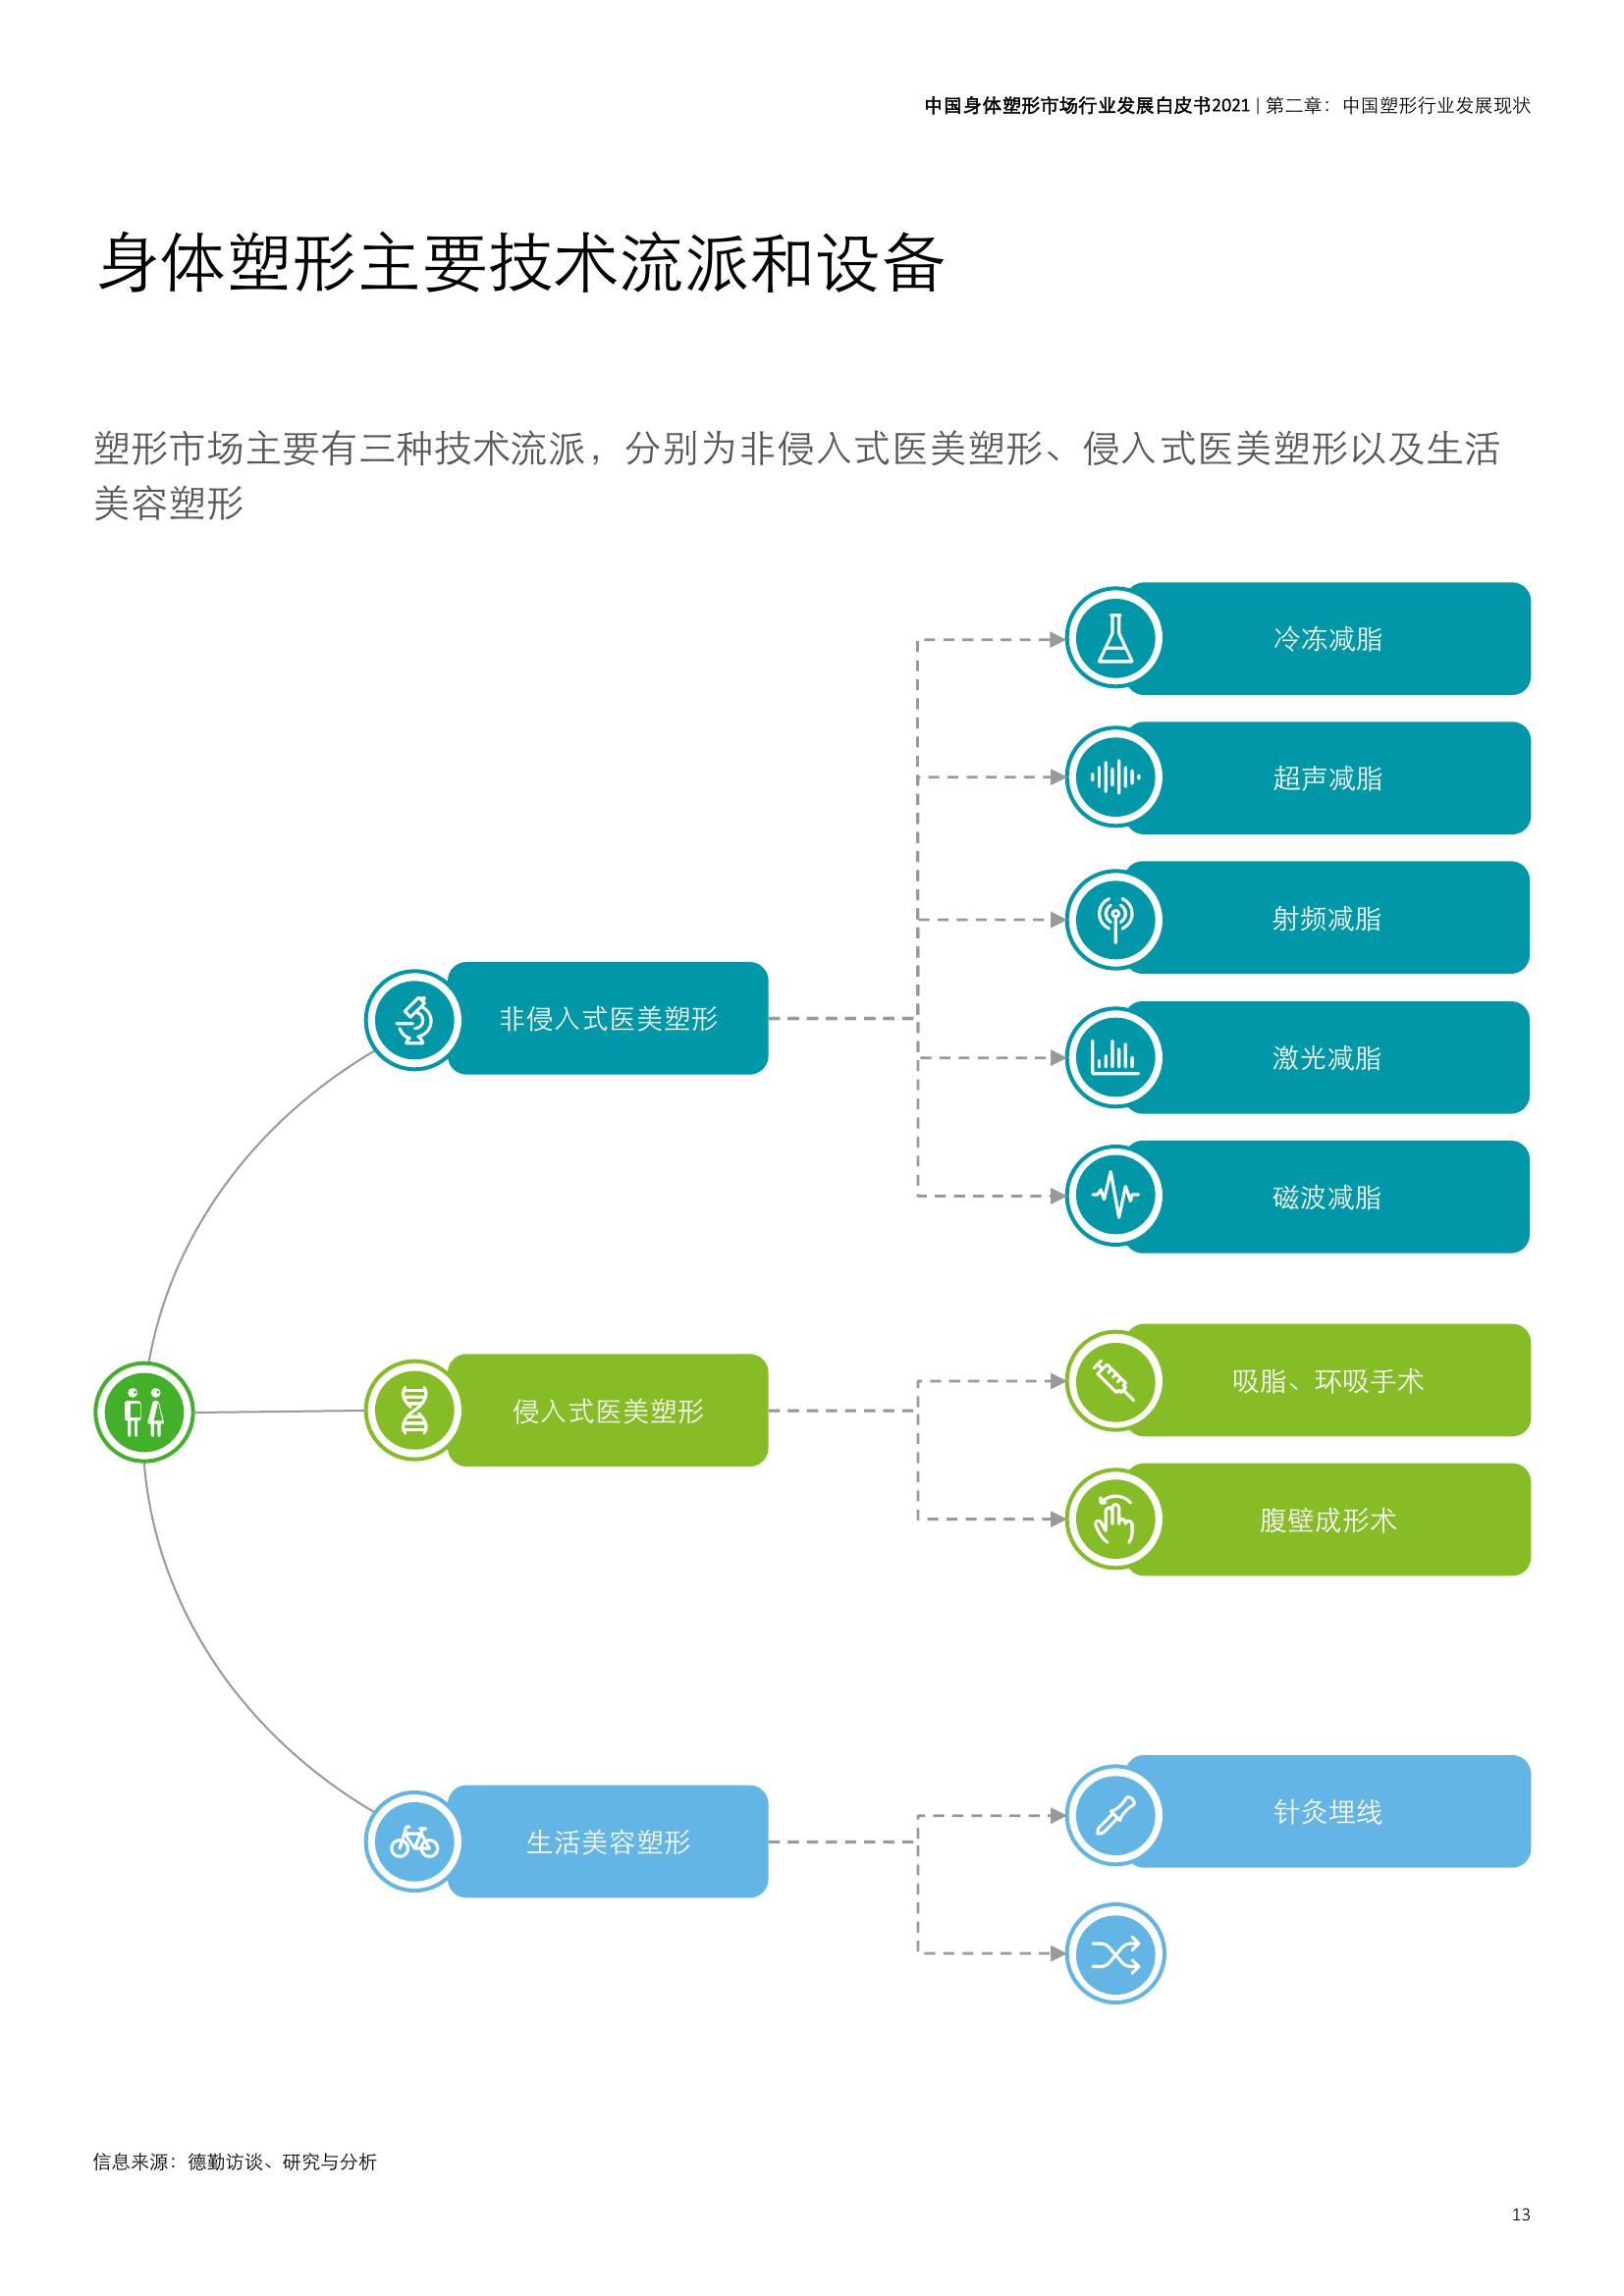 中国身体塑形市场行业发展白皮书2021 | 第二章：中国塑形行业发展现状
身体塑形主要技术流派和设备
塑形市场主要有三种技术流派，分别为非侵入式医美塑形、侵入式医美塑形以及生活
美容塑形
冷冻减脂
超声减脂
射频减脂
非侵入式医美塑形
激光减脂
磁波减脂
吸脂、环吸手术
侵入式医美塑形
腹壁成形术
针灸埋线
生活美容塑形
信息来源：德勤访谈、研究与分析
13